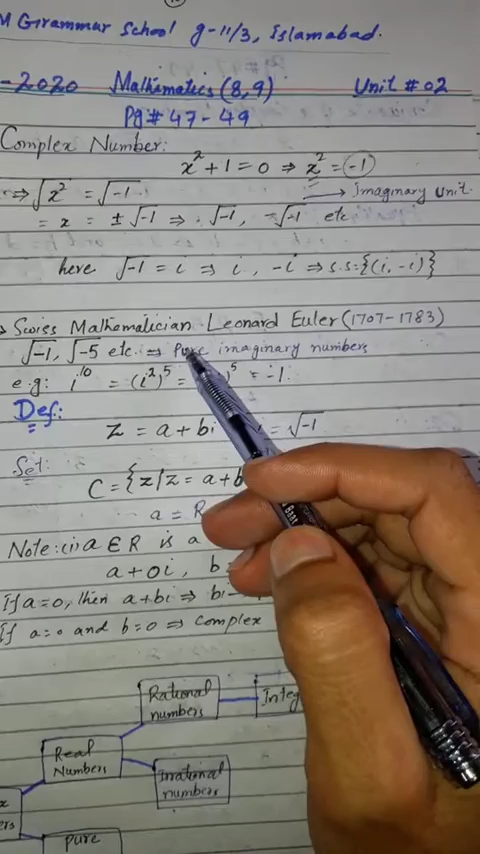 M Grammar School g-11/3, Islamabad.
-2020 Mathematics (8,9) Unit # 02
Pg # 47 - 49
Complex Number:
x² + 1 = 0 ⇒ x² = -1
⇒ √x² = √-1 → Imaginary Unit.
= x = ± √-1 ⇒ √-1, -√-1 etc
here √-1 = i ⇒ i, -i ⇒ s.s = {(i, -i)}
Swiss Mathematician Leonard Euler (1707-1783)
√-1, √-5 etc. ⇒ Pure imaginary numbers
e.g: i¹⁰ = (i²)⁵ = )⁵ = -1.
Def:
Z = a + bi = √-1
Set:
C = {Z / Z = a + b
a = R
Note: (i) a ∈ R is a
a + 0i, b
If a = 0, then a + bi ⇒ bi
If a = 0 and b = 0 ⇒ Complex
Rational numbers
Integ
Real Numbers
Irrational numbers
x
ers
Pure